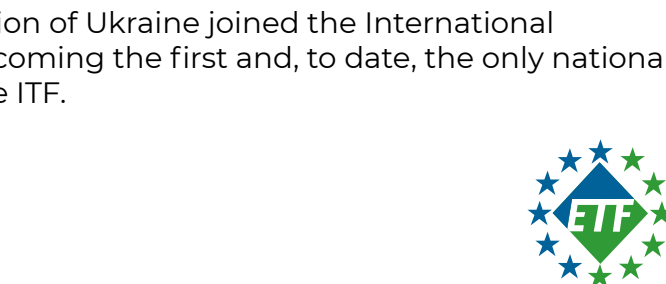 ion of Ukraine joined the International
coming the first and, to date, the only nationa
e ITF.
ETF